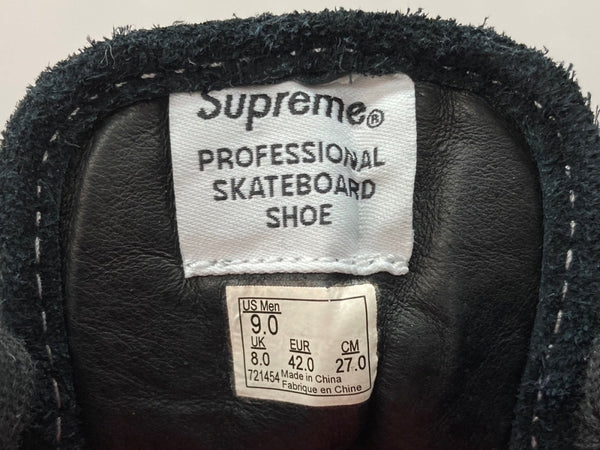 Supreme®
PROFESSIONAL
SKATEBOARD
SHOE
US Men
9.0
UK EUR CM
8.0 42.0 27.0
721454 Made in China
Fabriqué en Chine